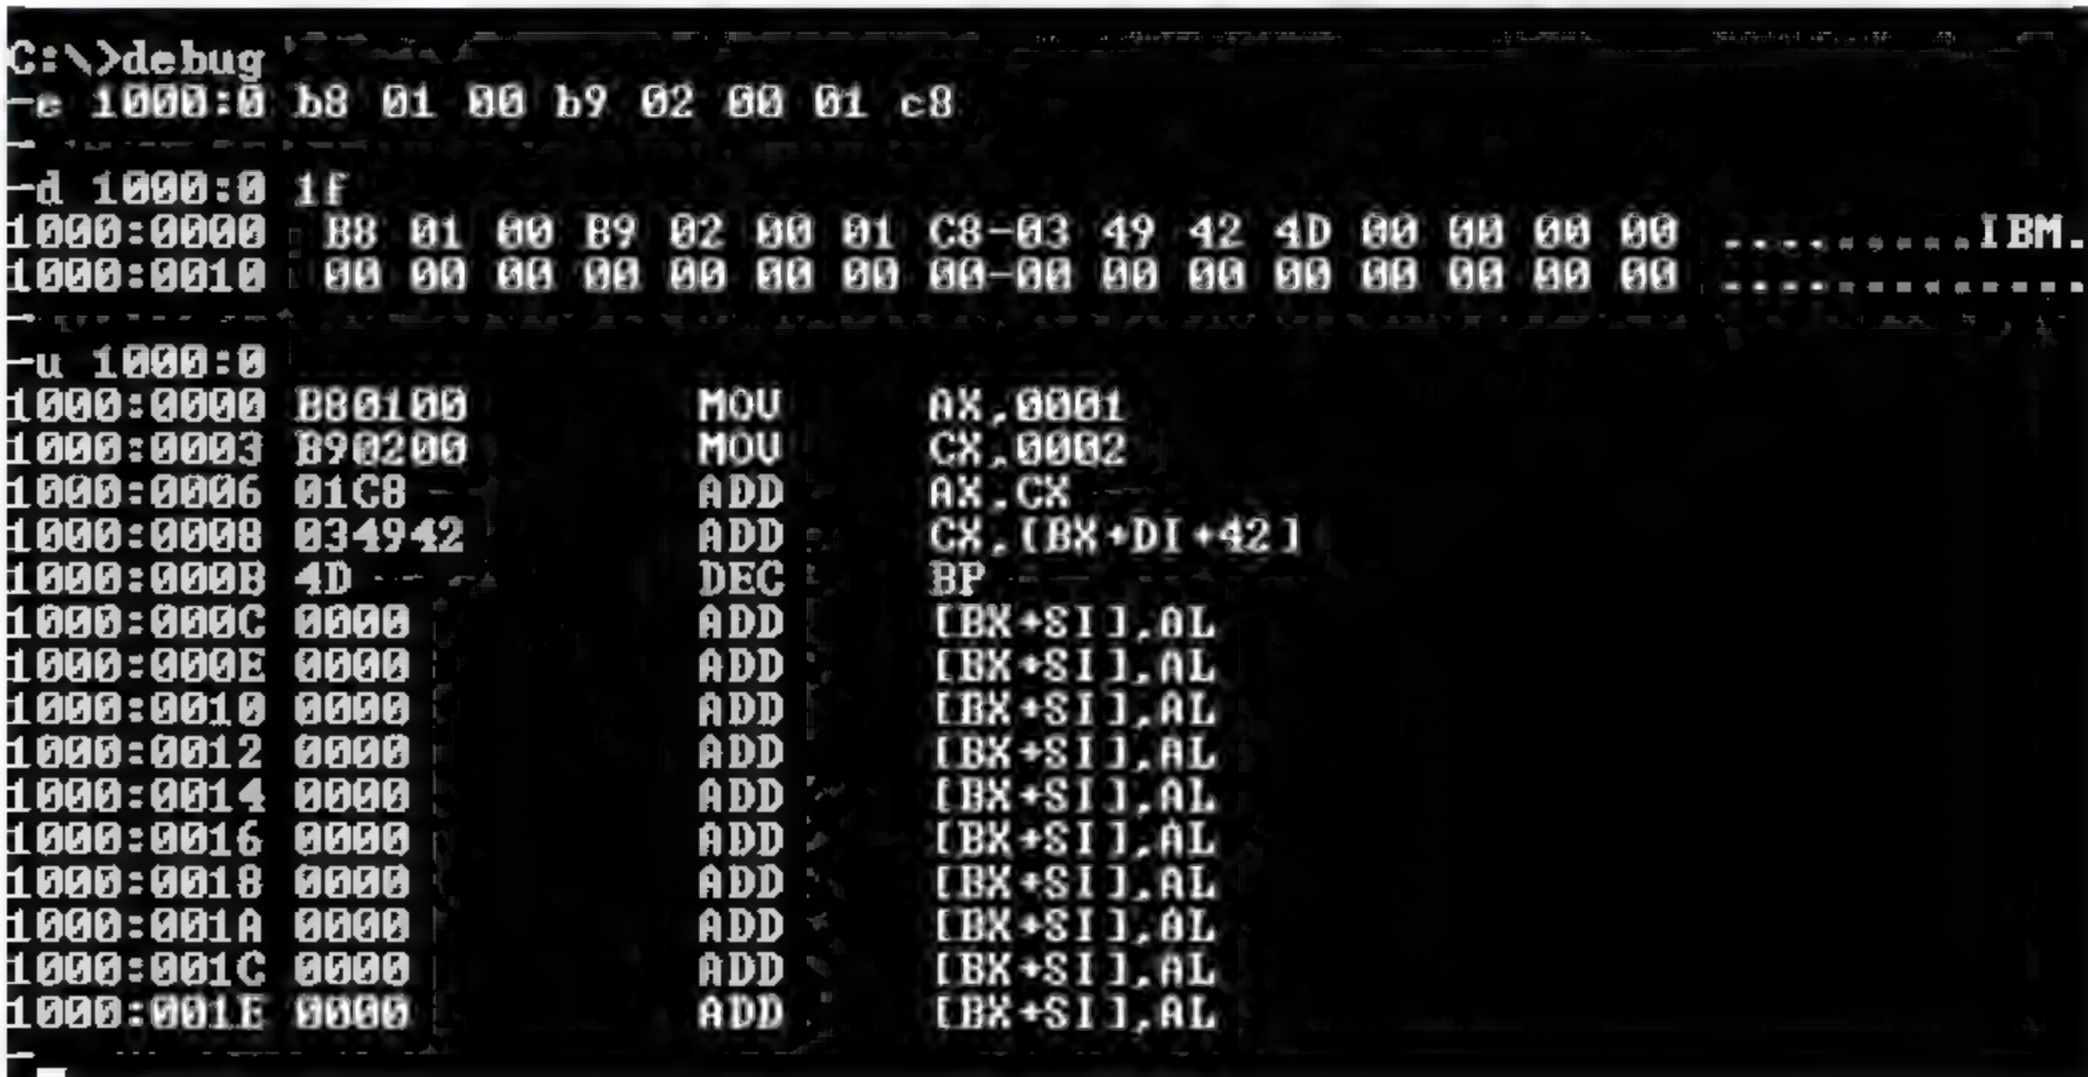 C:\>debug
-e 1000:0 b8 01 00 b9 02 00 01 c8
-
-d 1000:0 1f
1000:0000 B8 01 00 B9 02 00 01 C8-03 49 42 4D 00 00 00 00 .........IBM.
1000:0010 00 00 00 00 00 00 00 00-00 00 00 00 00 00 00 00 .............
-
-u 1000:0
1000:0000 B80100 MOV AX,0001
1000:0003 B90200 MOV CX,0002
1000:0006 01C8 ADD AX,CX
1000:0008 034942 ADD CX,[BX+DI+42]
1000:000B 4D DEC BP
1000:000C 0000 ADD [BX+SI],AL
1000:000E 0000 ADD [BX+SI],AL
1000:0010 0000 ADD [BX+SI],AL
1000:0012 0000 ADD [BX+SI],AL
1000:0014 0000 ADD [BX+SI],AL
1000:0016 0000 ADD [BX+SI],AL
1000:0018 0000 ADD [BX+SI],AL
1000:001A 0000 ADD [BX+SI],AL
1000:001C 0000 ADD [BX+SI],AL
1000:001E 0000 ADD [BX+SI],AL
-